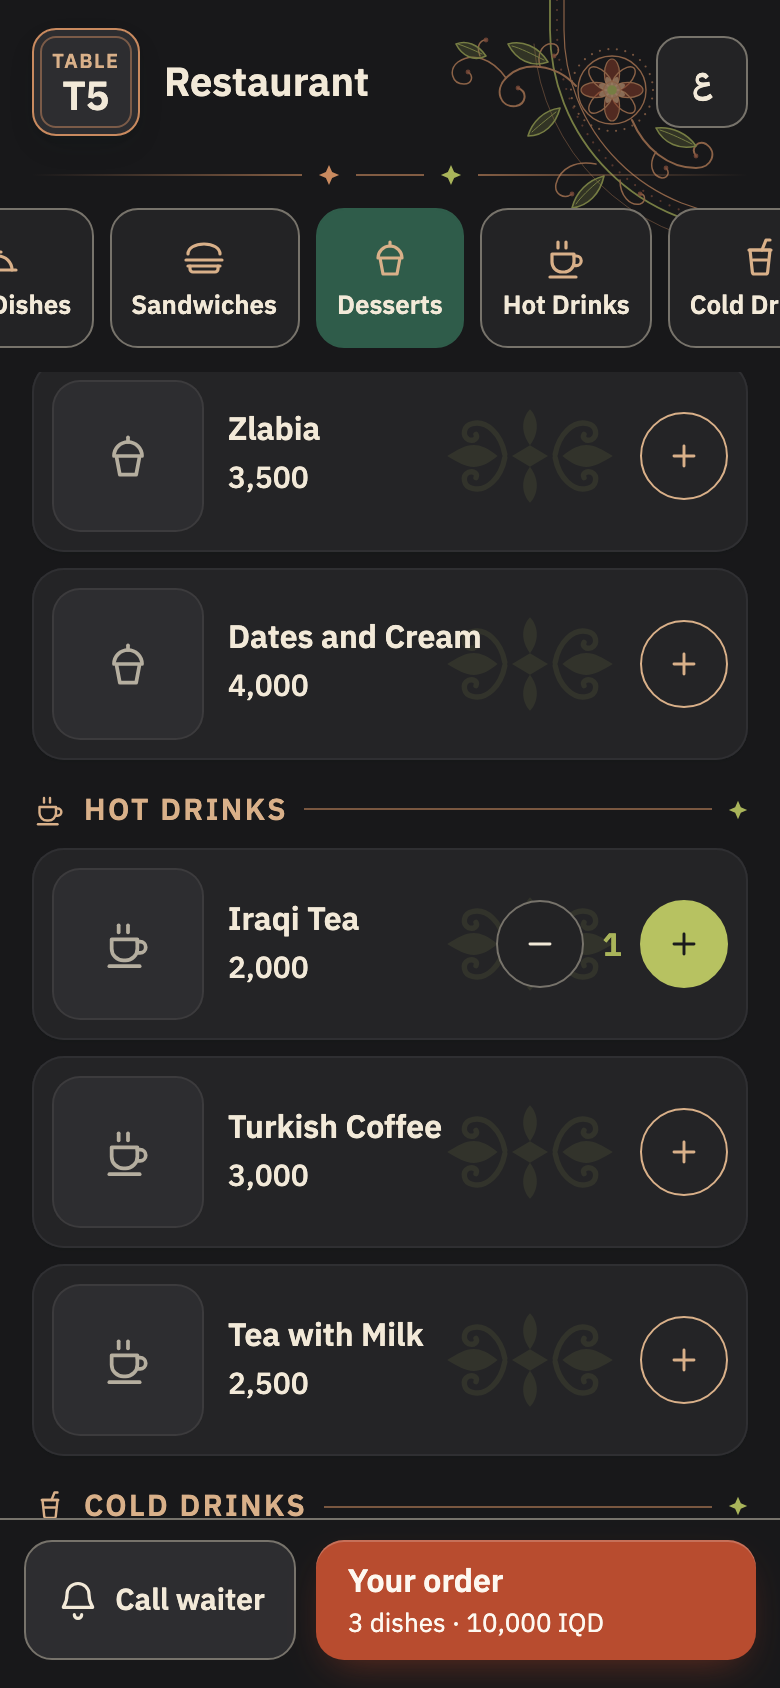 TABLE
T5
Restaurant
ع
Dishes
Sandwiches
Desserts
Hot Drinks
Cold Dr
Zlabia
3,500
Dates and Cream
4,000
HOT DRINKS
Iraqi Tea
2,000
1
Turkish Coffee
3,000
Tea with Milk
2,500
COLD DRINKS
Call waiter
Your order
3 dishes · 10,000 IQD